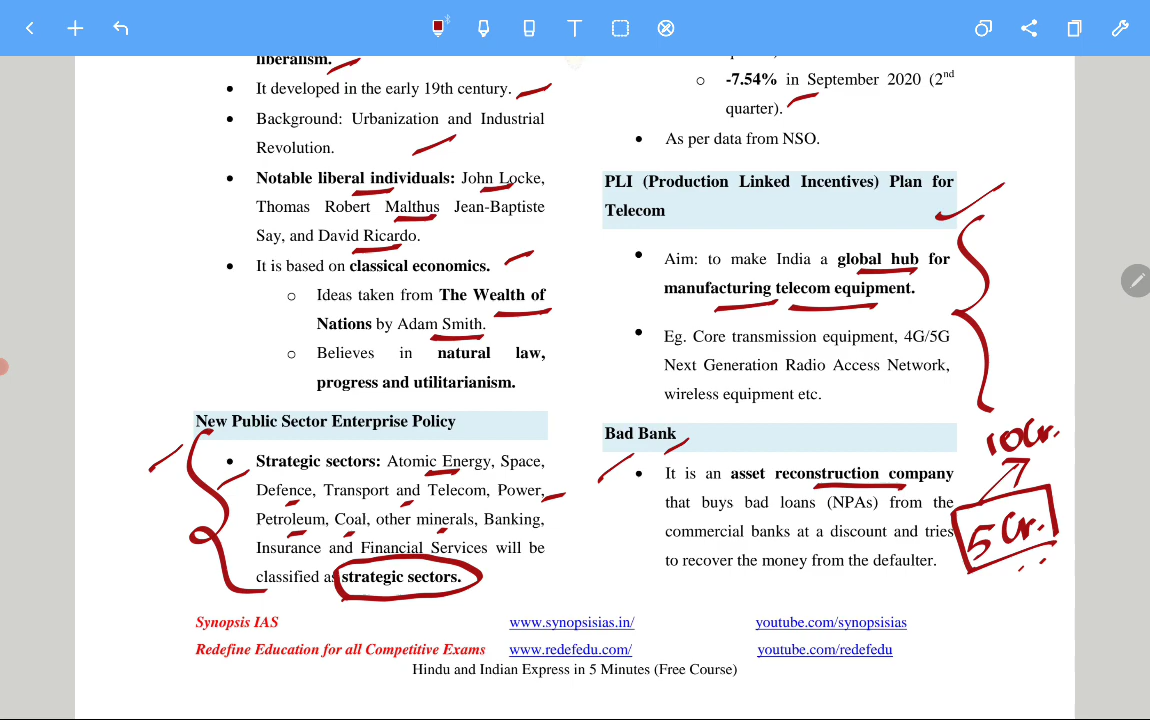 liberalism.
• It developed in the early 19th century.
• Background: Urbanization and Industrial
Revolution.
• Notable liberal individuals: John Locke,
Thomas Robert Malthus Jean-Baptiste
Say, and David Ricardo.
• It is based on classical economics.
o Ideas taken from The Wealth of
Nations by Adam Smith.
o Believes in natural law,
progress and utilitarianism.
New Public Sector Enterprise Policy
• Strategic sectors: Atomic Energy, Space,
Defence, Transport and Telecom, Power,
Petroleum, Coal, other minerals, Banking,
Insurance and Financial Services will be
classified as strategic sectors.
o -7.54% in September 2020 (2nd
quarter).
• As per data from NSO.
PLI (Production Linked Incentives) Plan for
Telecom
• Aim: to make India a global hub for
manufacturing telecom equipment.
• Eg. Core transmission equipment, 4G/5G
Next Generation Radio Access Network,
wireless equipment etc.
Bad Bank
• It is an asset reconstruction company
that buys bad loans (NPAs) from the
commercial banks at a discount and tries
to recover the money from the defaulter.
10Cr.
7
5 Cr.
Synopsis IAS www.synopsisias.in/ youtube.com/synopsisias
Redefine Education for all Competitive Exams www.redefedu.com/ youtube.com/redefedu
Hindu and Indian Express in 5 Minutes (Free Course)